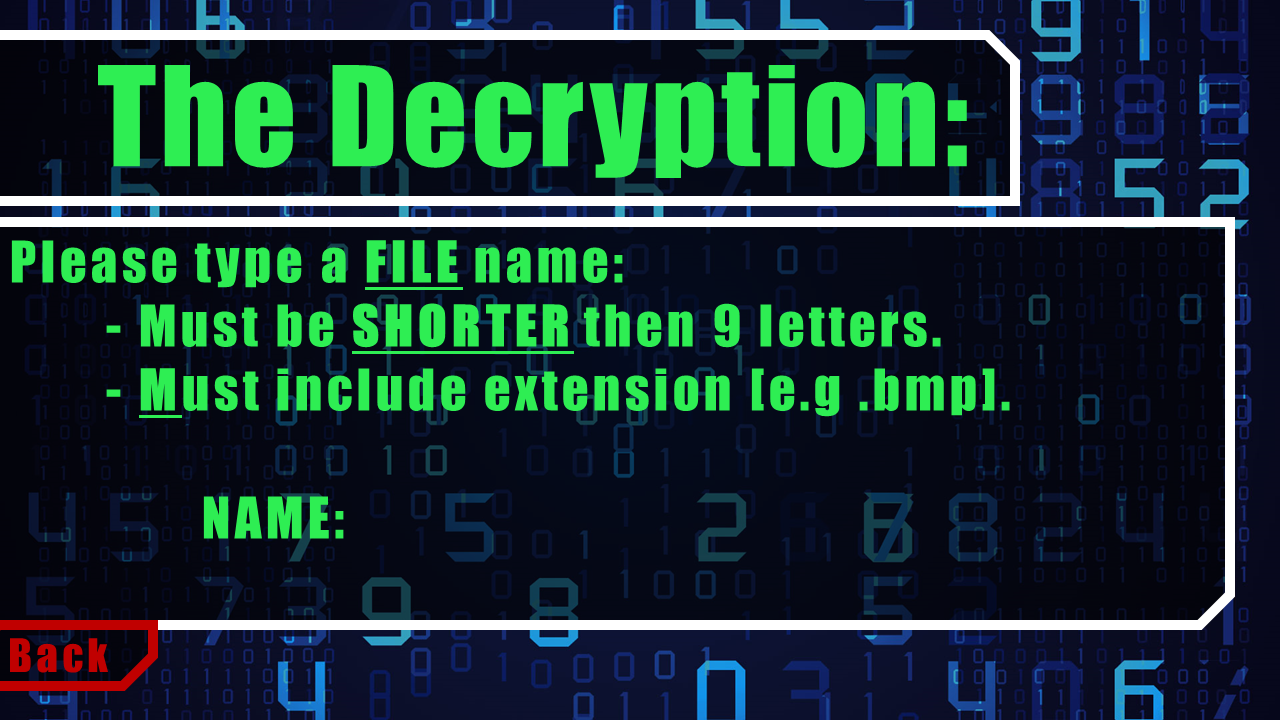 The Decryption:
Please type a FILE name:
- Must be SHORTER then 9 letters.
- Must include extension [e.g .bmp].
NAME:
Back